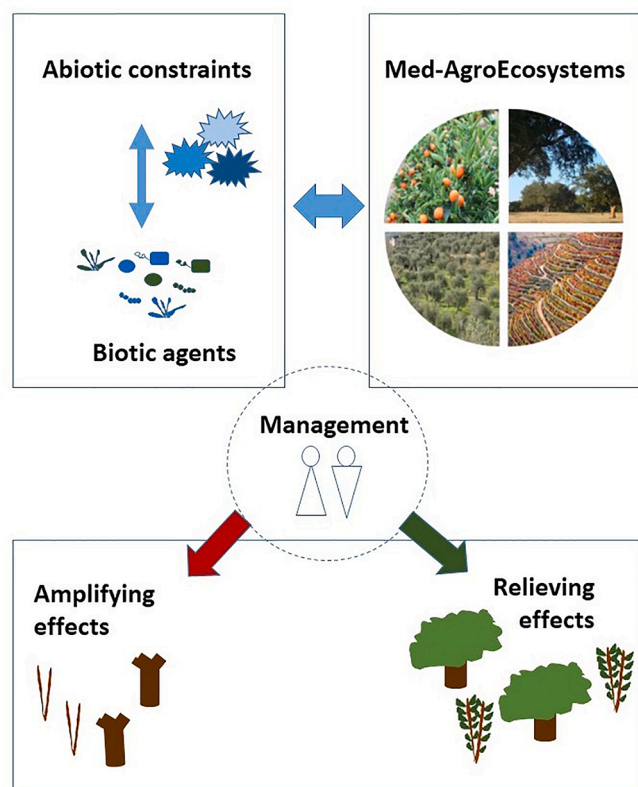 Abiotic constraints
Biotic agents
Med-AgroEcosystems
Management
Amplifying
effects
Relieving
effects